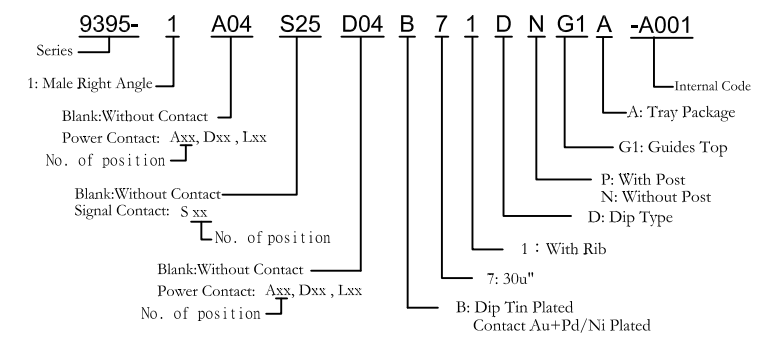 9395- 1 A04 S25 D04 B 7 1 D N G1 A -A001
Series
1: Male Right Angle
Internal Code
Blank:Without Contact
A: Tray Package
Power Contact: Axx, Dxx , Lxx
No. of position
G1: Guides Top
P: With Post
N: Without Post
Blank:Without Contact
Signal Contact: S xx
D: Dip Type
No. of position
1：With Rib
Blank:Without Contact
7: 30u"
Power Contact: Axx, Dxx , Lxx
No. of position
B: Dip Tin Plated
Contact Au+Pd/Ni Plated